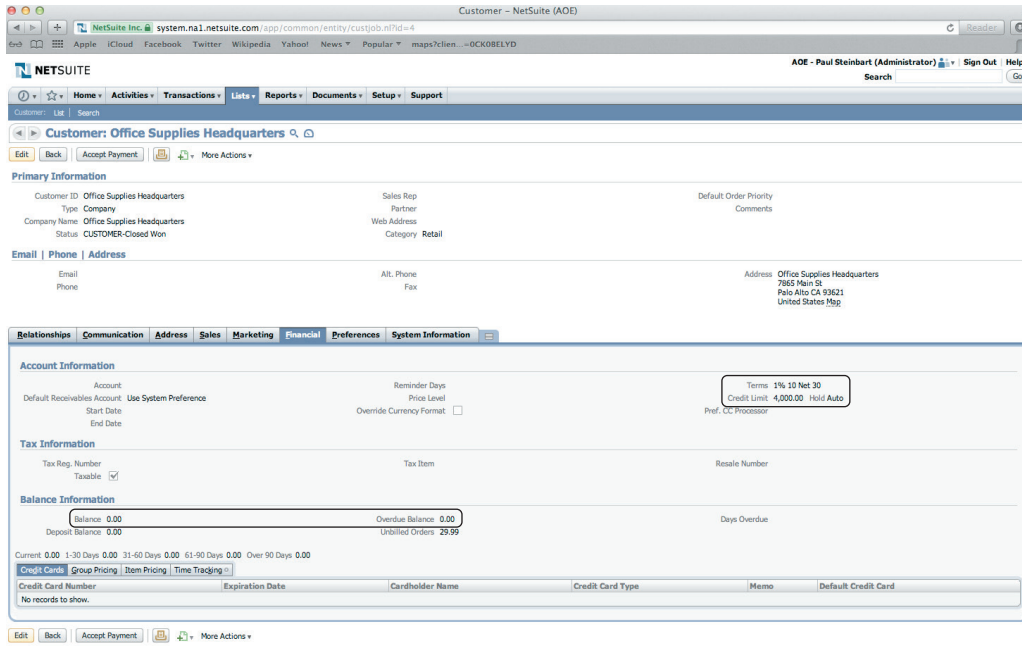 Customer – NetSuite (AOE)
NetSuite Inc. system.na1.netsuite.com/app/common/entity/custjob.nl?id=4 Reader
Apple iCloud Facebook Twitter Wikipedia Yahoo! News Popular maps?clien...=0CK0BELYD
NETSUITE
AOE - Paul Steinbart (Administrator) Sign Out Help
Search Go
Home Activities Transactions Lists Reports Documents Setup Support
Customer: List | Search
Customer: Office Supplies Headquarters
Edit Back Accept Payment More Actions
Primary Information
Customer ID Office Supplies Headquarters Sales Rep Default Order Priority
Type Company Partner Comments
Company Name Office Supplies Headquarters Web Address
Status CUSTOMER-Closed Won Category Retail
Email | Phone | Address
Email Alt. Phone Address Office Supplies Headquarters
Phone Fax 7865 Main St
Palo Alto CA 93621
United States Map
Relationships Communication Address Sales Marketing Financial Preferences System Information
Account Information
Account Reminder Days Terms 1% 10 Net 30
Default Receivables Account Use System Preference Price Level Credit Limit 4,000.00 Hold Auto
Start Date Override Currency Format Pref. CC Processor
End Date
Tax Information
Tax Reg. Number Tax Item Resale Number
Taxable
Balance Information
Balance 0.00 Overdue Balance 0.00 Days Overdue
Deposit Balance 0.00 Unbilled Orders 29.99
Current 0.00 1-30 Days 0.00 31-60 Days 0.00 61-90 Days 0.00 Over 90 Days 0.00
Credit Cards Group Pricing Item Pricing Time Tracking
Credit Card Number Expiration Date Cardholder Name Credit Card Type Memo Default Credit Card
No records to show.
Edit Back Accept Payment More Actions